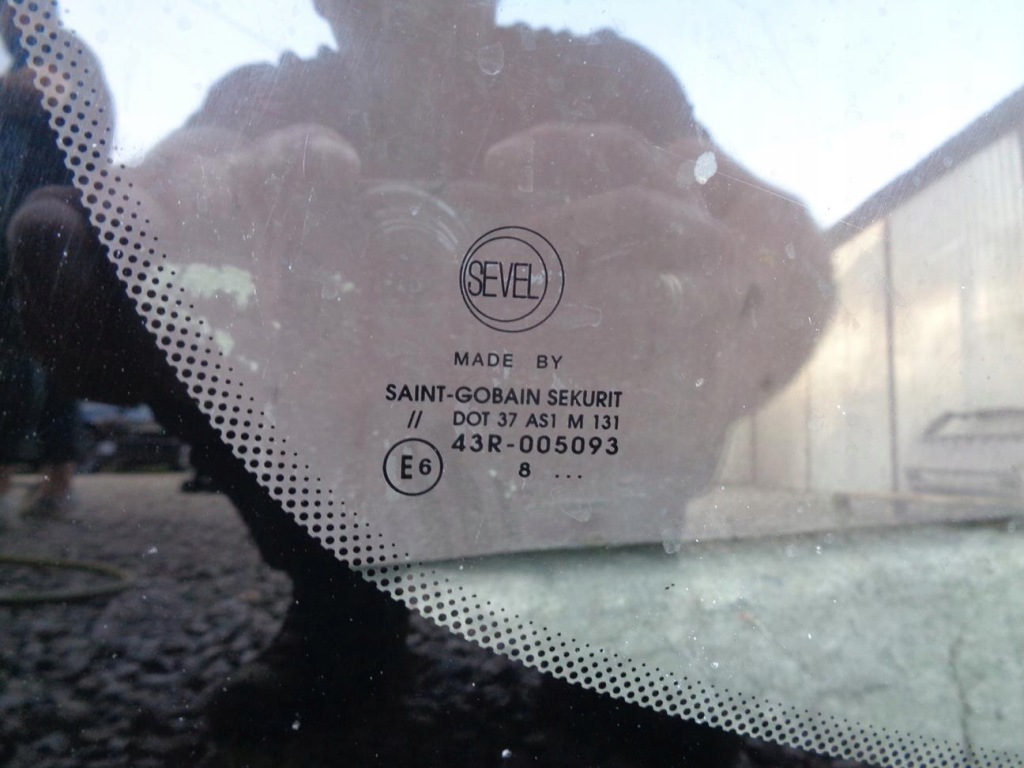 SEVEL
MADE BY
SAINT-GOBAIN SEKURIT
// DOT 37 AS1 M 131
43R-005093
E6
8 ...